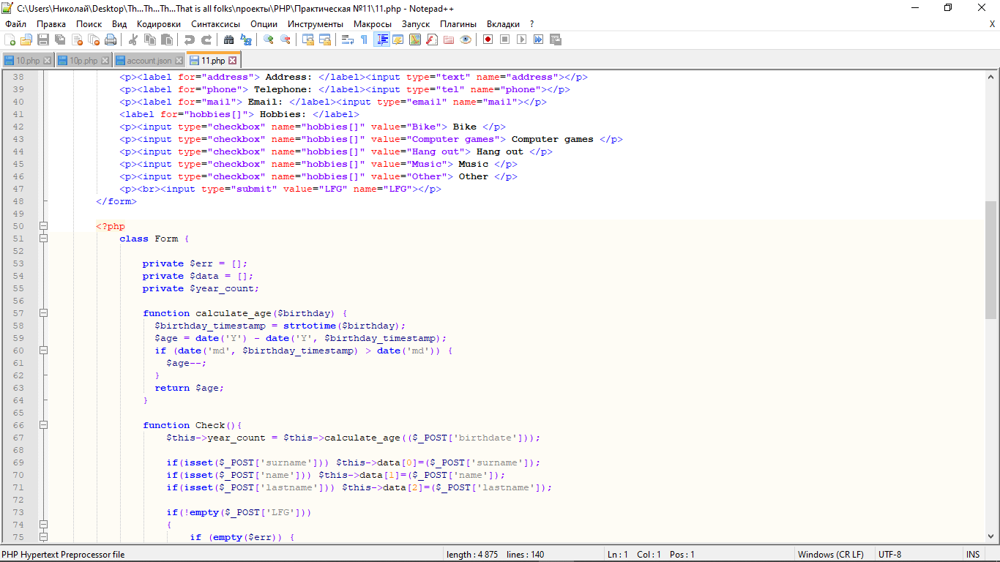 C:\Users\Николай\Desktop\Th...Th...Th...That is all folks\проекты\PHP\Практическая №11\11.php - Notepad++
Файл Правка Поиск Вид Кодировки Синтаксисы Опции Инструменты Макросы Запуск Плагины Вкладки ? X
10.php 10p.php account.json 11.php
38 <p><label for="address"> Address: </label><input type="text" name="address"></p>
39 <p><label for="phone"> Telephone: </label><input type="tel" name="phone"></p>
40 <p><label for="mail"> Email: </label><input type="email" name="mail"></p>
41 <label for="hobbies[]"> Hobbies: </label>
42 <p><input type="checkbox" name="hobbies[]" value="Bike"> Bike </p>
43 <p><input type="checkbox" name="hobbies[]" value="Computer games"> Computer games </p>
44 <p><input type="checkbox" name="hobbies[]" value="Hang out"> Hang out </p>
45 <p><input type="checkbox" name="hobbies[]" value="Music"> Music </p>
46 <p><input type="checkbox" name="hobbies[]" value="Other"> Other </p>
47 <p><br><input type="submit" value="LFG" name="LFG"></p>
48 </form>
49
50 <?php
51 class Form {
52
53 private $err = [];
54 private $data = [];
55 private $year_count;
56
57 function calculate_age($birthday) {
58 $birthday_timestamp = strtotime($birthday);
59 $age = date('Y') - date('Y', $birthday_timestamp);
60 if (date('md', $birthday_timestamp) > date('md')) {
61 $age--;
62 }
63 return $age;
64 }
65
66 function Check(){
67 $this->year_count = $this->calculate_age(($_POST['birthdate']));
68
69 if(isset($_POST['surname'])) $this->data[0]=($_POST['surname']);
70 if(isset($_POST['name'])) $this->data[1]=($_POST['name']);
71 if(isset($_POST['lastname'])) $this->data[2]=($_POST['lastname']);
72
73 if(!empty($_POST['LFG']))
74 {
75 if (empty($err)) {
PHP Hypertext Preprocessor file length : 4 875 lines : 140 Ln : 1 Col : 1 Pos : 1 Windows (CR LF) UTF-8 INS